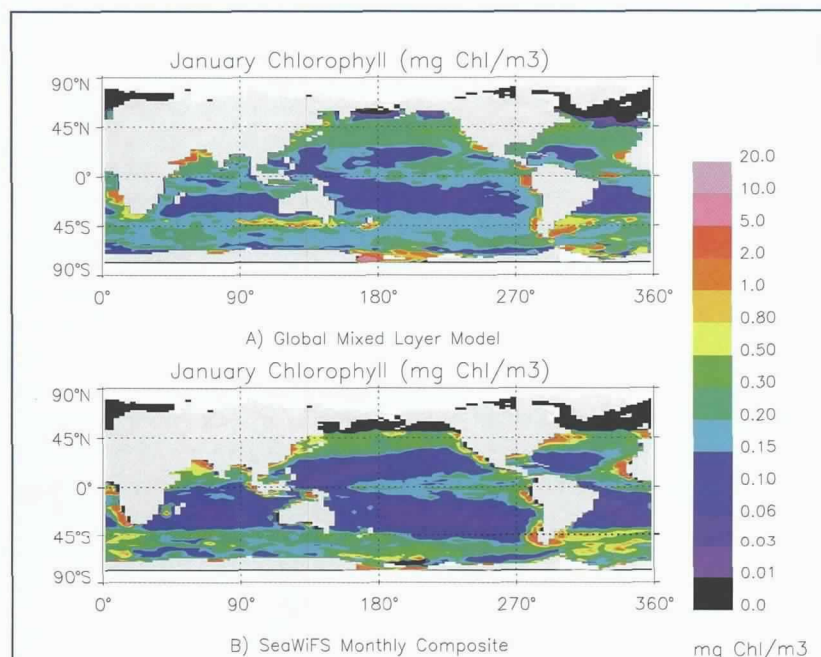 January Chlorophyll (mg Chl/m3)
90°N
45°N
0°
45°S
90°S
0°
90°
180°
270°
360°
A) Global Mixed Layer Model
January Chlorophyll (mg Chl/m3)
90°N
45°N
0°
45°S
90°S
0°
90°
180°
270°
360°
B) SeaWiFS Monthly Composite
20.0
10.0
5.0
2.0
1.0
0.80
0.50
0.30
0.20
0.15
0.10
0.06
0.03
0.01
0.0
mg Chl/m3